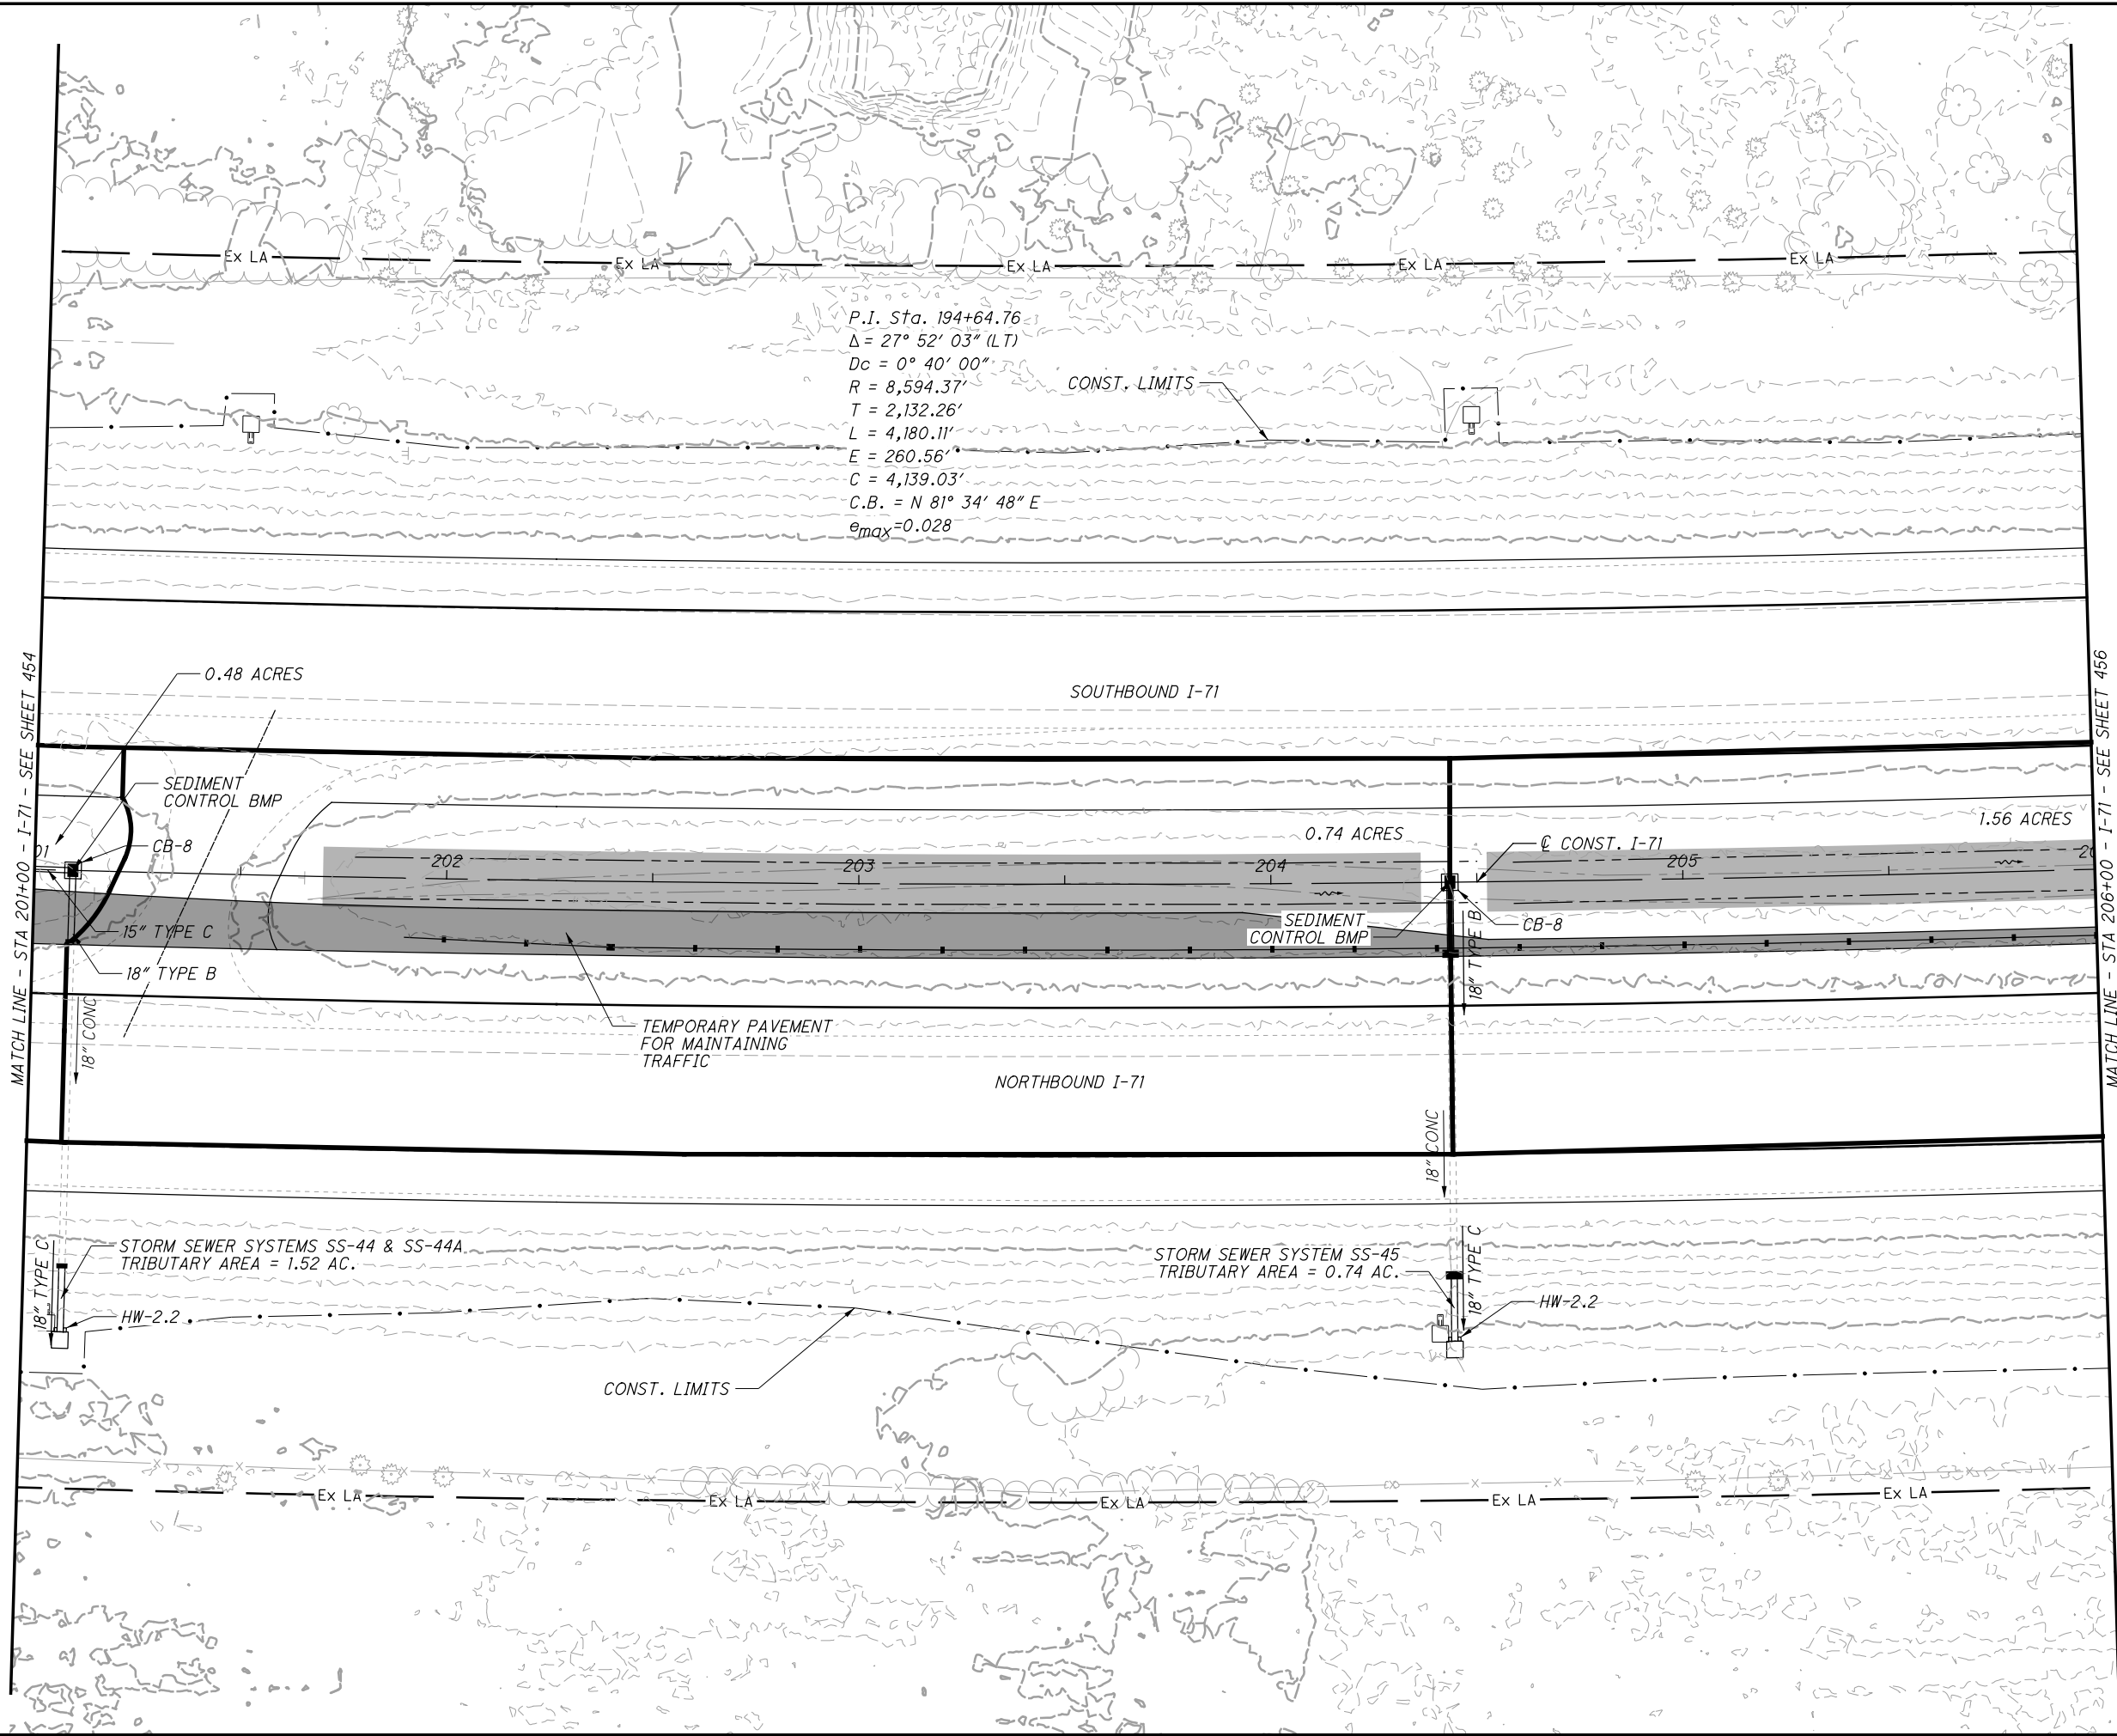 Ex LA
Ex LA
Ex LA
Ex LA
Ex LA
P.I. Sta. 194+64.76
Δ = 27° 52' 03" (LT)
Dc = 0° 40' 00"
R = 8,594.37'
T = 2,132.26'
L = 4,180.11'
E = 260.56'
C = 4,139.03'
C.B. = N 81° 34' 48" E
emax=0.028
CONST. LIMITS
MATCH LINE - STA 201+00 - I-71 - SEE SHEET 454
MATCH LINE - STA 206+00 - I-71 - SEE SHEET 456
0.48 ACRES
SOUTHBOUND I-71
SEDIMENT
CONTROL BMP
CB-8
01
202
203
204
205
20
0.74 ACRES
℄ CONST. I-71
1.56 ACRES
SEDIMENT
CONTROL BMP
CB-8
15" TYPE C
18" TYPE B
18" TYPE B
18" CONC
TEMPORARY PAVEMENT
FOR MAINTAINING
TRAFFIC
NORTHBOUND I-71
18" CONC
18" TYPE C
STORM SEWER SYSTEMS SS-44 & SS-44A
TRIBUTARY AREA = 1.52 AC.
HW-2.2
STORM SEWER SYSTEM SS-45
TRIBUTARY AREA = 0.74 AC.
18" TYPE C
HW-2.2
CONST. LIMITS
Ex LA
Ex LA
Ex LA
Ex LA
Ex LA